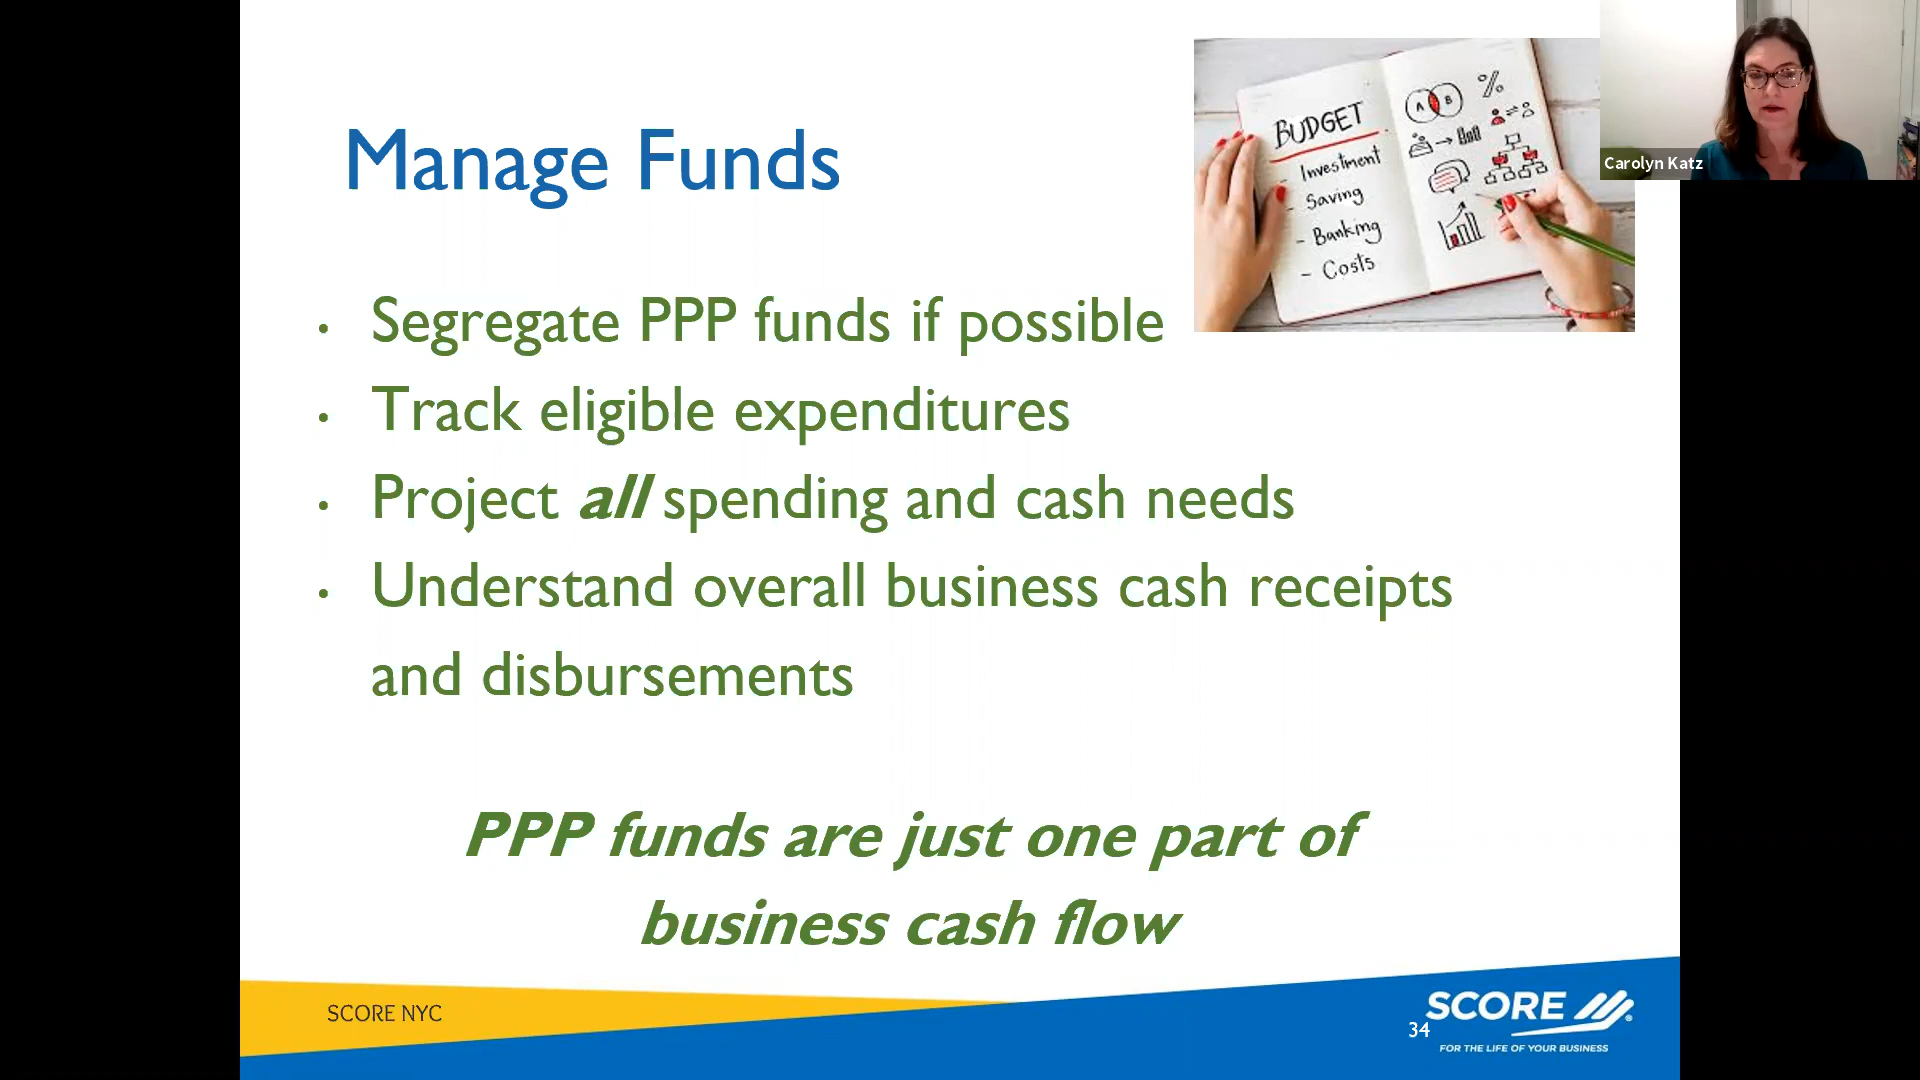 Manage Funds
BUDGET
- Investment
- Saving
- Banking
- Costs
A B
%
Carolyn Katz
• Segregate PPP funds if possible
• Track eligible expenditures
• Project all spending and cash needs
• Understand overall business cash receipts
and disbursements
PPP funds are just one part of
business cash flow
SCORE NYC
34
SCORE ®
FOR THE LIFE OF YOUR BUSINESS